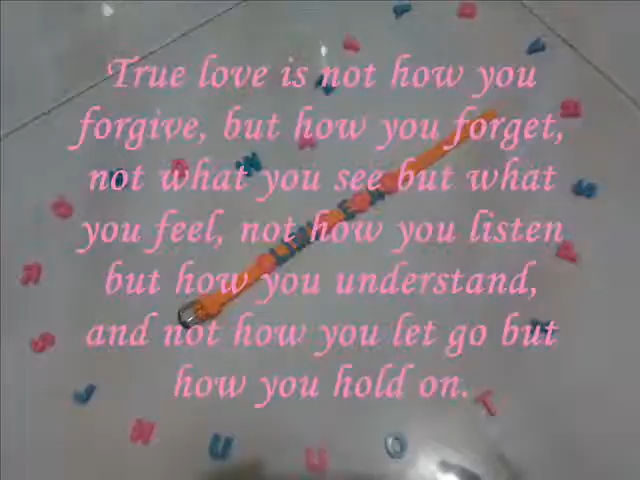 True love is not how you
forgive, but how you forget,
not what you see but what
you feel, not how you listen
but how you understand,
and not how you let go but
how you hold on.